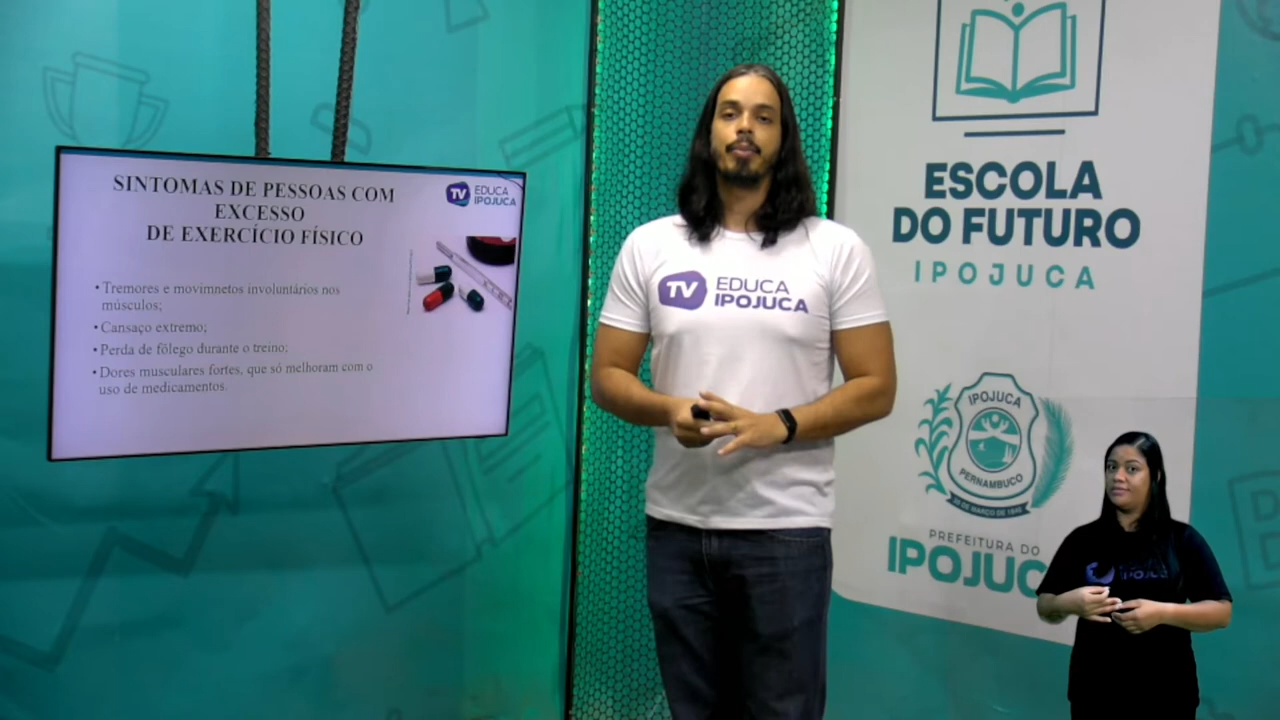 SINTOMAS DE PESSOAS COM
EXCESSO
DE EXERCÍCIO FÍSICO
TV EDUCA
IPOJUCA
• Tremores e movimnetos involuntários nos
músculos;
• Cansaço extremo;
• Perda de fôlego durante o treino;
• Dores musculares fortes, que só melhoram com o
uso de medicamentos.
TV EDUCA
IPOJUCA
ESCOLA
DO FUTURO
IPOJUCA
IPOJUCA
PERNAMBUCO
PREFEITURA DO
IPOJUC